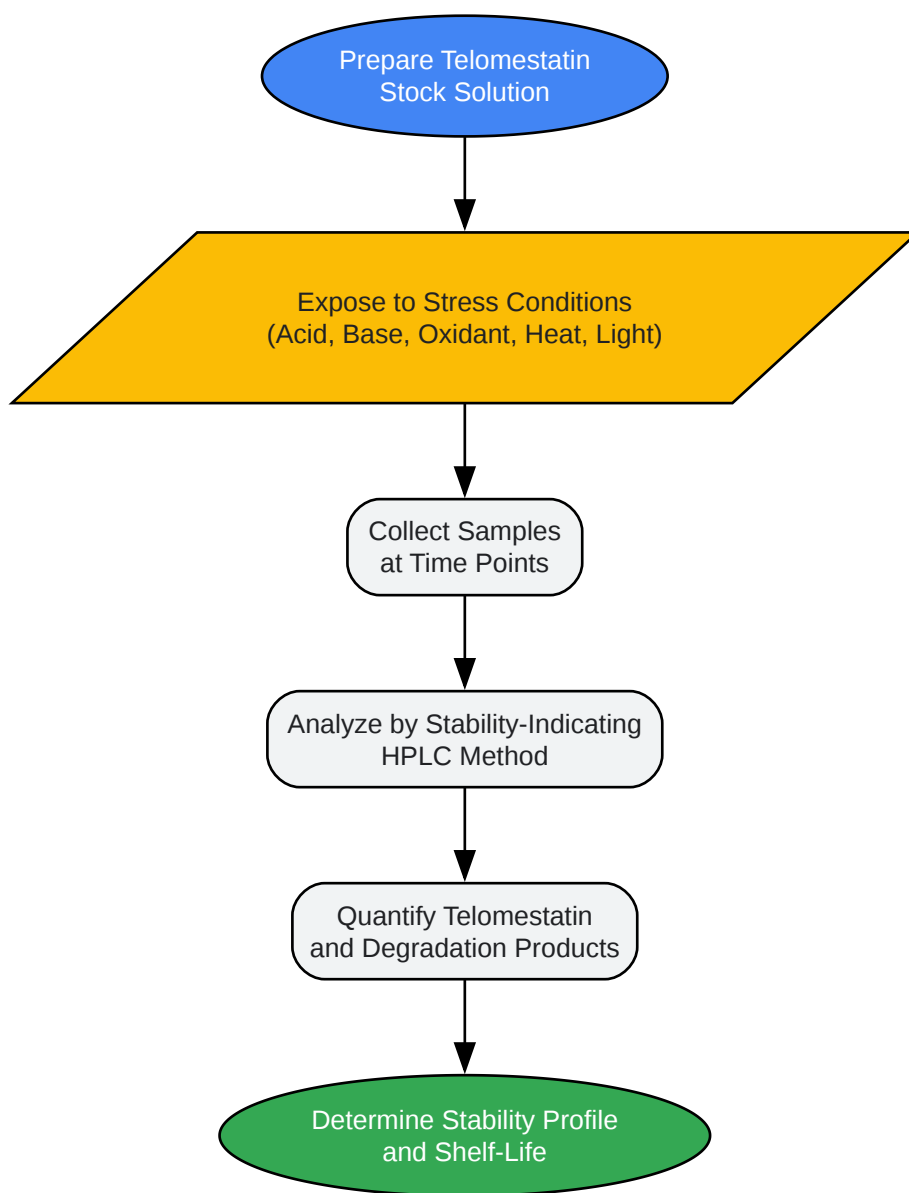 Prepare Telomestatin
Stock Solution
Expose to Stress Conditions
(Acid, Base, Oxidant, Heat, Light)
Collect Samples
at Time Points
Analyze by Stability-Indicating
HPLC Method
Quantify Telomestatin
and Degradation Products
Determine Stability Profile
and Shelf-Life